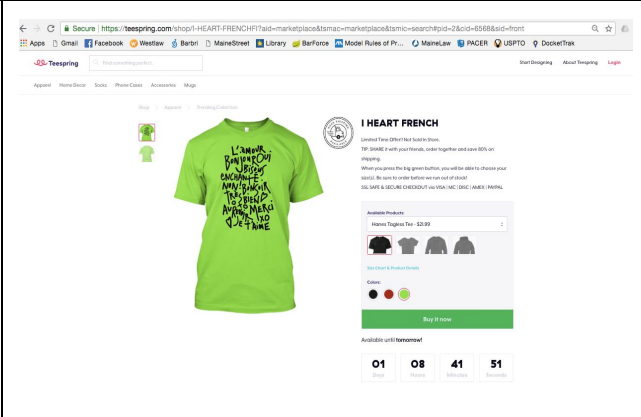 Secure https://teespring.com/shop/I-HEART-FRENCHFI?aid=marketplace&tsmac=marketplace&tsmic=search#pid=2&cid=6568&sid=front
Apps Gmail Facebook Westlaw Barbri MaineStreet Library BarForce Model Rules of Pr... MaineLaw PACER USPTO DocketTrak
Teespring Find something perfect... Start Designing About Teespring Login
Apparel Home Decor Socks Phone Cases Accessories Mugs
Shop > Apparel > Trending Collection
L'AMOUR
BONJOUR OUI
BISOUS
ENCHANTÉ
NON! BONSOIR
TRÈS BIEN
AU REVOIR MERCI
XO
JE T'AIME
I HEART FRENCH
Limited Time Offer! Not Sold In Store.
TIP: SHARE it with your friends, order together and save 80% on
shipping.
When you press the big green button, you will be able to choose your
size(s). Be sure to order before we run out of stock!
SSL SAFE & SECURE CHECKOUT via VISA | MC | DISC | AMEX | PAYPAL
Available Products
Hanes Tagless Tee - $21.99
Size Chart & Product Details
Colors:
Buy it now
Available until tomorrow!
01 08 41 51
Days Hours Minutes Seconds